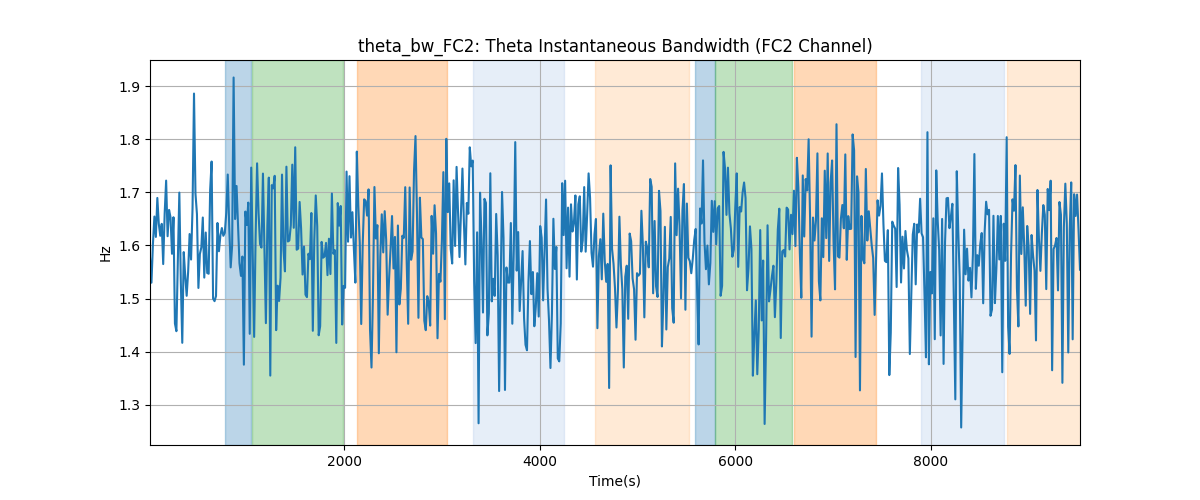 theta_bw_FC2: Theta Instantaneous Bandwidth (FC2 Channel)
1.9
1.8
1.7
1.6
1.5
1.4
1.3
Hz
2000 4000 6000 8000
Time(s)